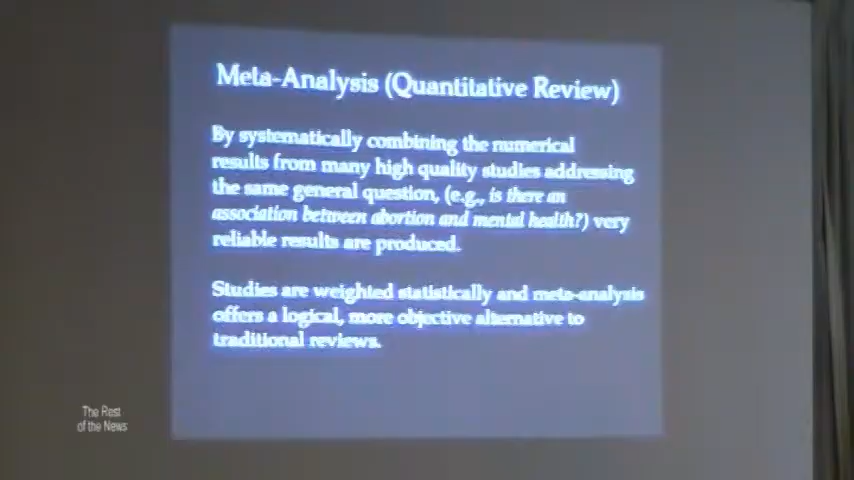 Meta-Analysis (Quantitative Review)
By systematically combining the numerical
results from many high quality studies addressing
the same general question, (e.g., is there an
association between abortion and mental health?) very
reliable results are produced.
Studies are weighted statistically and meta-analysis
offers a logical, more objective alternative to
traditional reviews.
The Rest
of the News